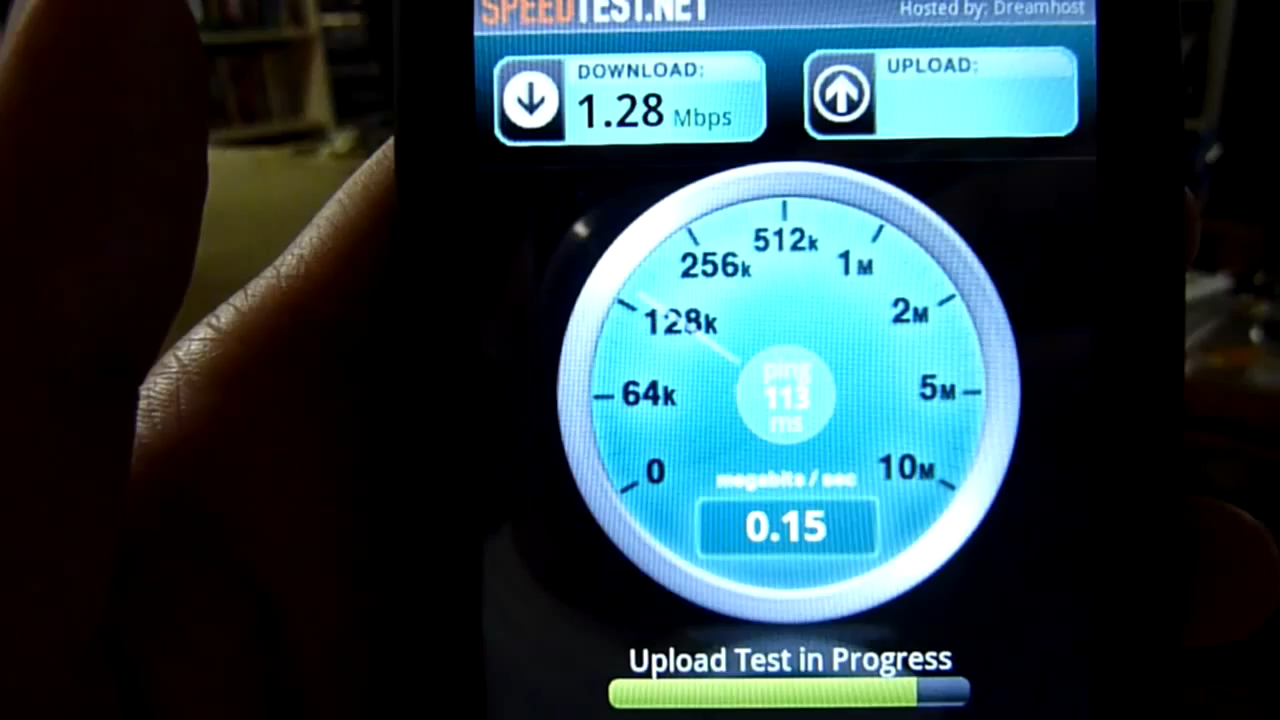 SPEEDTEST.NET
Hosted by: Dreamhost
DOWNLOAD:
1.28 Mbps
UPLOAD:
512k
256k
1M
128k
2M
64k
5M
0
10M
ping
113
ms
megabits / sec
0.15
Upload Test in Progress